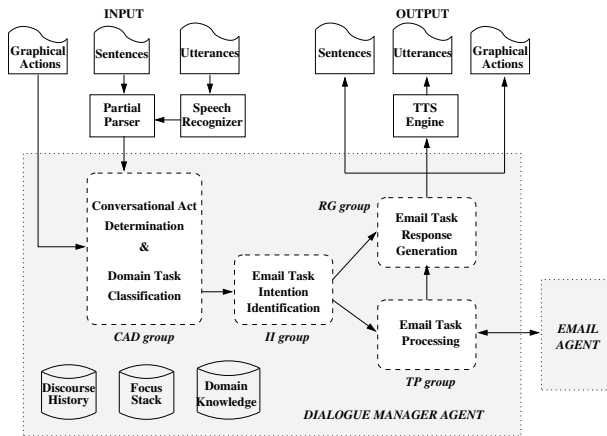 INPUT
OUTPUT
Graphical
Actions
Sentences
Utterances
Sentences
Utterances
Graphical
Actions
Partial
Parser
Speech
Recognizer
TTS
Engine
Conversational Act
Determination
&
Domain Task
Classification
CAD group
Email Task
Intention
Identification
II group
RG group
Email Task
Response
Generation
Email Task
Processing
TP group
EMAIL
AGENT
Discourse
History
Focus
Stack
Domain
Knowledge
DIALOGUE MANAGER AGENT